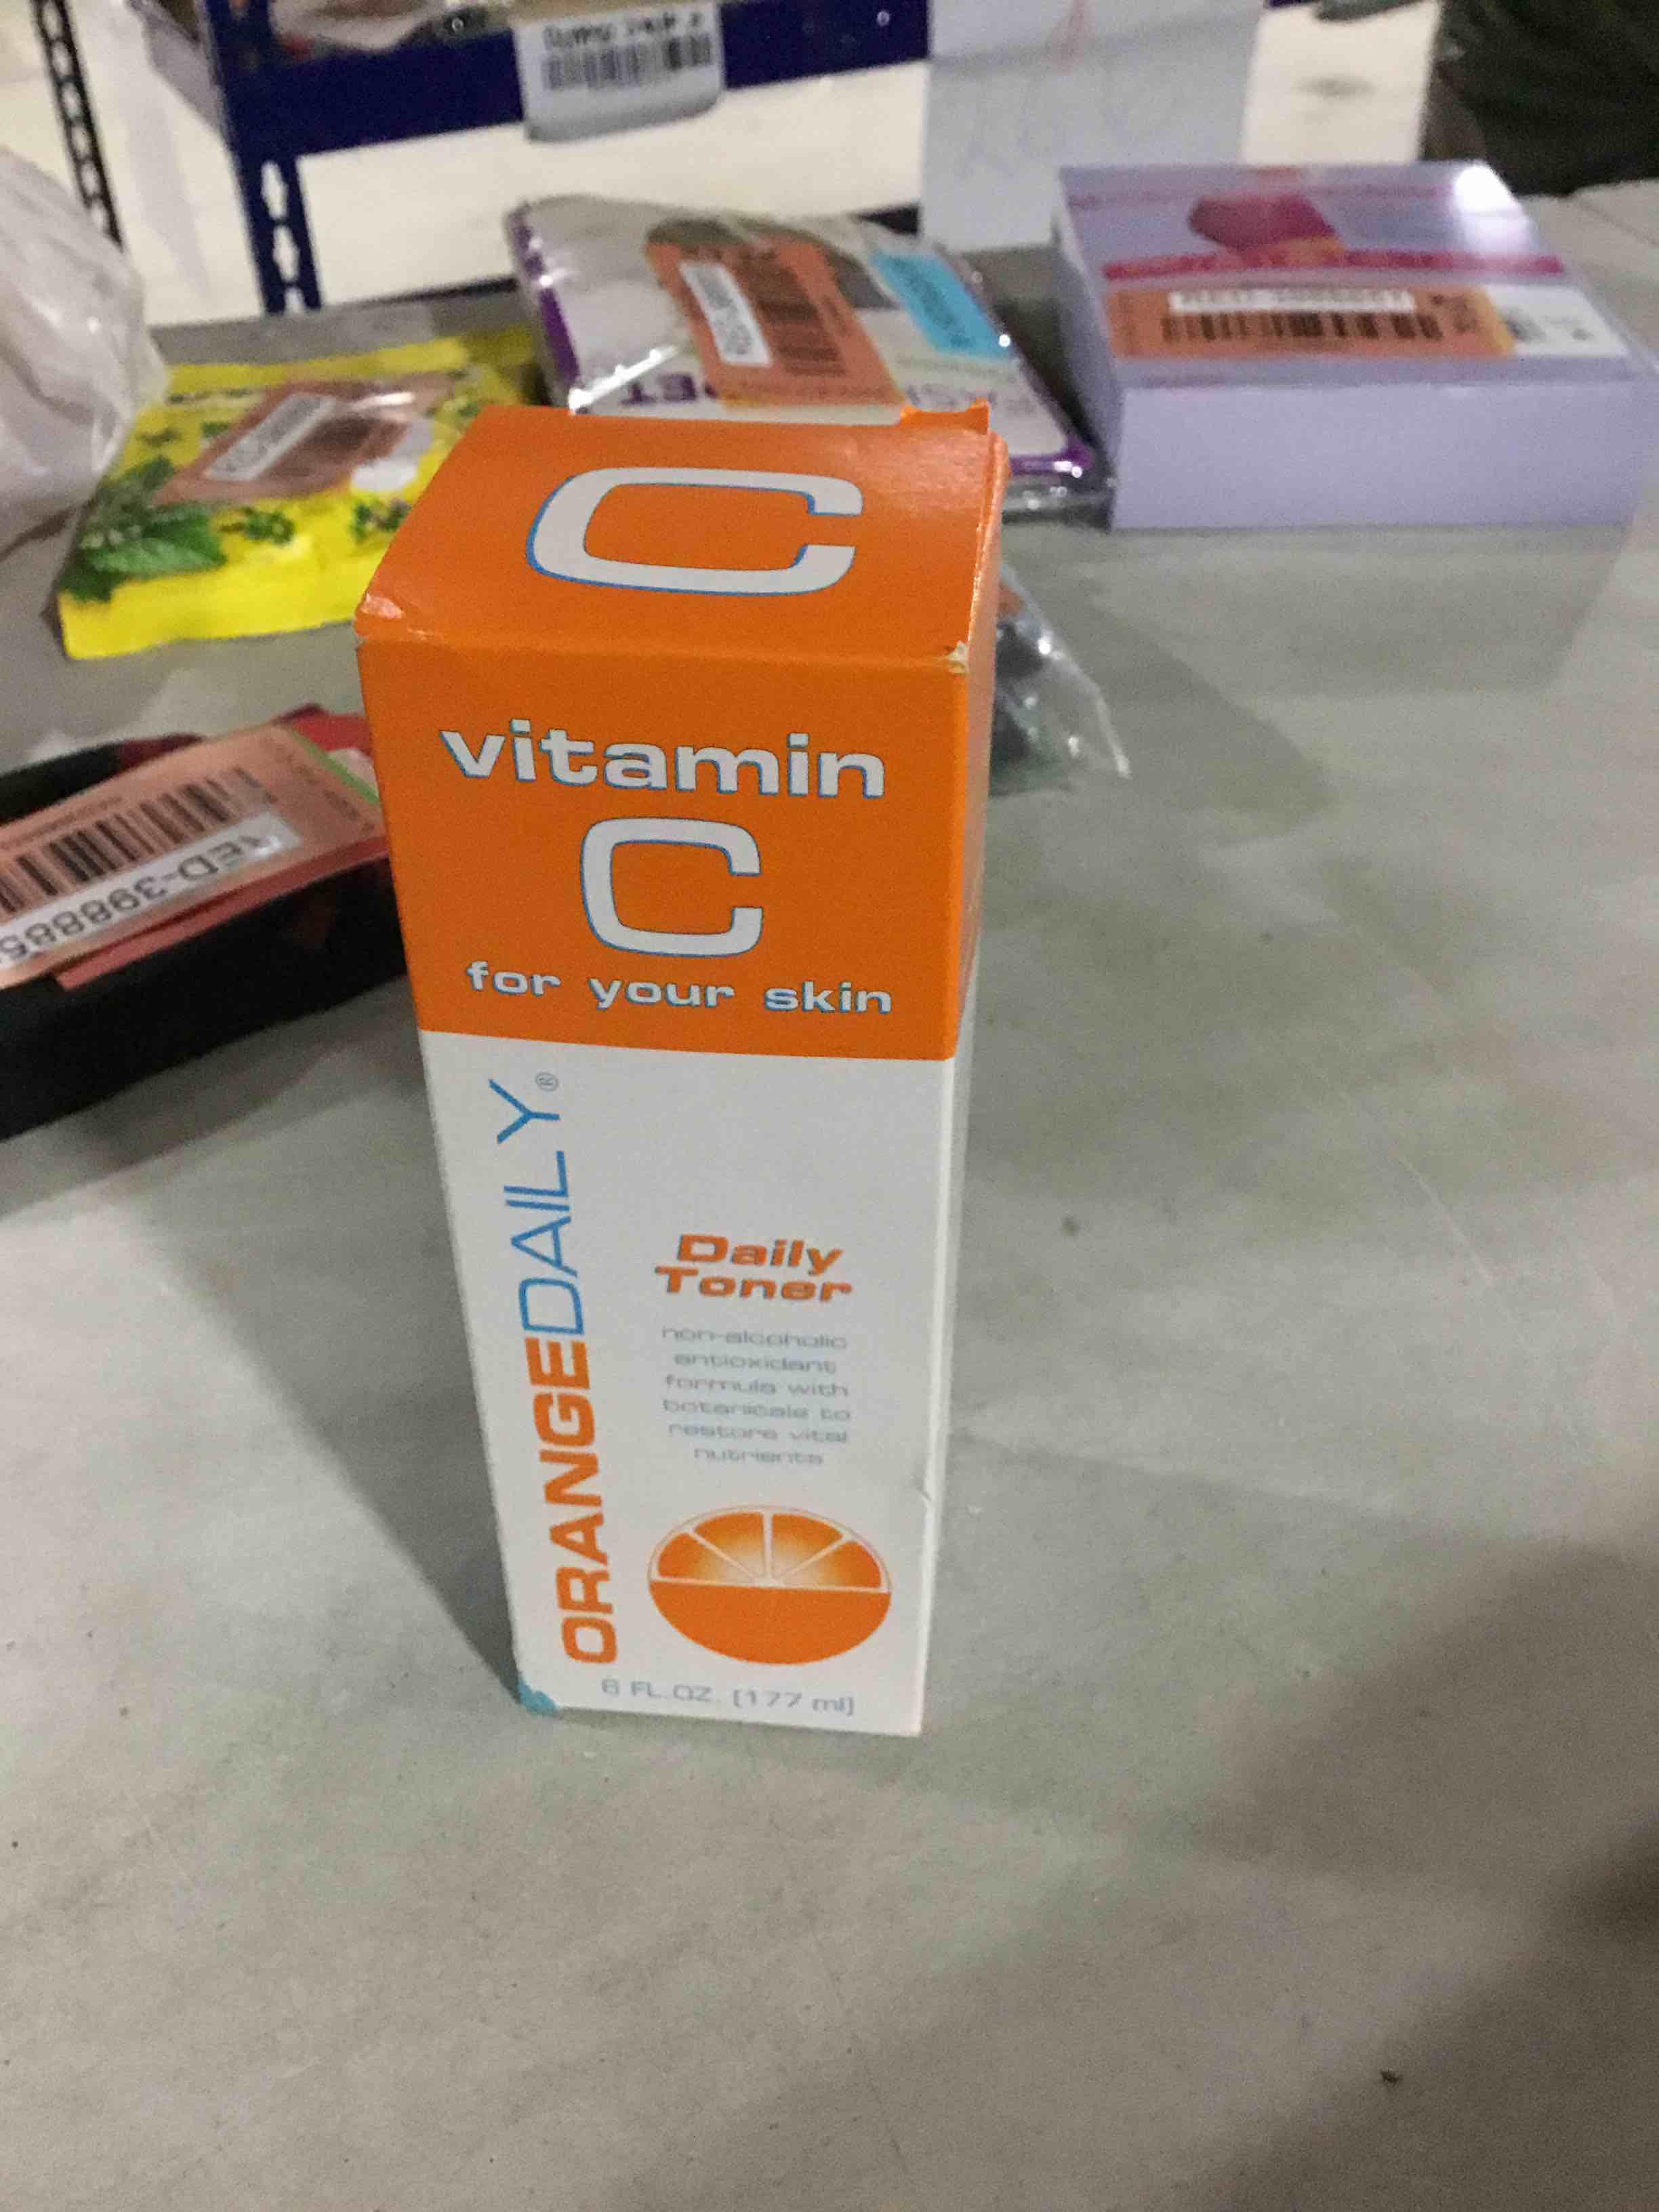 C
vitamin
C
for your skin
ORANGEDAILY®
Daily
Toner
non-alcoholic
antioxidant
formula with
botanicals to
restore vital
nutrients
6 FL.OZ. [177 ml]